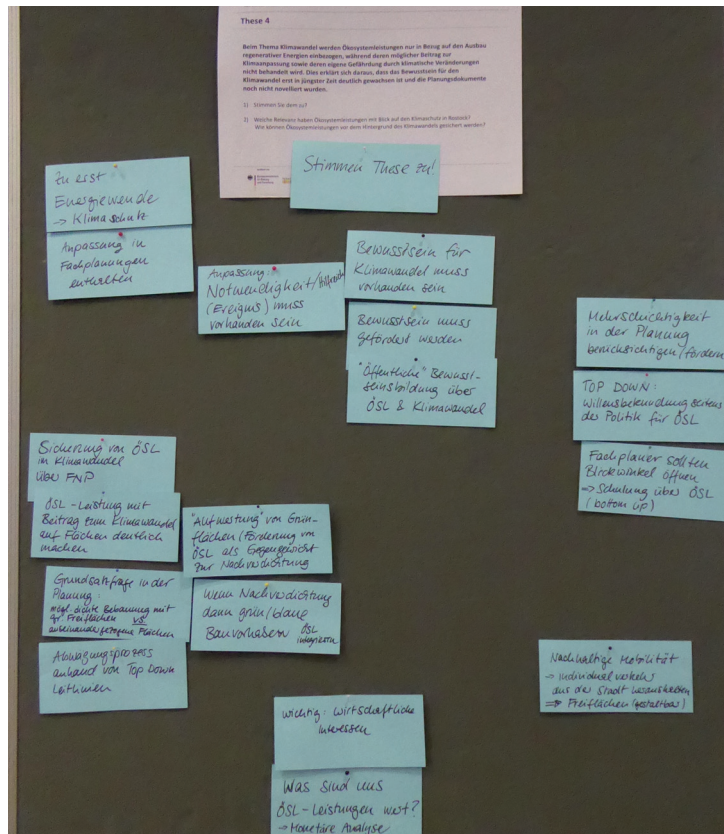 These 4
Beim Thema Klimawandel werden Ökosystemleistungen nur in Bezug auf den Ausbau
regenerativer Energien einbezogen, während deren möglicher Beitrag zur
Klimaanpassung sowie deren eigene Gefährdung durch klimatische Veränderungen
nicht behandelt wird. Dies erklärt sich daraus, dass das Bewusstsein für den
Klimawandel erst in jüngster Zeit deutlich gewachsen ist und die Planungsdokumente
noch nicht novelliert wurden.
1) Stimmen Sie dem zu?
2) Welche Relevanz haben Ökosystemleistungen mit Blick auf den Klimaschutz in Rostock?
Wie können Ökosystemleistungen vor dem Hintergrund des Klimawandels gesichert werden?
Stimmen These zu!
Zu erst
Energiewende
→ Klimaschutz
Anpassung in
Fachplanungen
enthalten
Anpassung:
Notwendigkeit/
(Ereignis) muss
vorhanden sein
Bewusstsein für
Klimawandel muss
vorhanden sein
Bewusstsein muss
gefördert werden
"Öffentliche" Bewusst-
seinsbildung über
ÖSL & Klimawandel
Mehrschichtigkeit
in der Planung
berücksichtigen/fördern
TOP DOWN:
Willensbekundung seitens
der Politik für ÖSL
Fachplaner sollten
Blickwinkel öffnen
⇒ Schulung über ÖSL
(bottom up)
Sicherung von ÖSL
im Klimawandel
über FNP
ÖSL-Leistung mit
Beitrag zum Klimawandel
auf Flächen deutlich
machen
Grundsatzfrage in der
Planung:
mögl. dichte Bebauung mit
gr. Freiflächen vs
auseinandergezogene Flächen
Abwägungsprozess
anhand von Top Down
Leitlinien
"Aufwertung von Grün-
flächen/Förderung von
ÖSL als Gegengewicht
zur Nachverdichtung
Wenn Nachverdichtung
dann grün/blaue
Bauvorhaben ÖSL
integrieren
Nachhaltige Mobilität
→ Individualverkehr
aus der Stadt heraushalten
⇒ Freiflächen (gestaltbar)
wichtig: Wirtschaftliche
Interessen
Was sind uns
ÖSL-Leistungen wert?
→ Monetäre Analyse